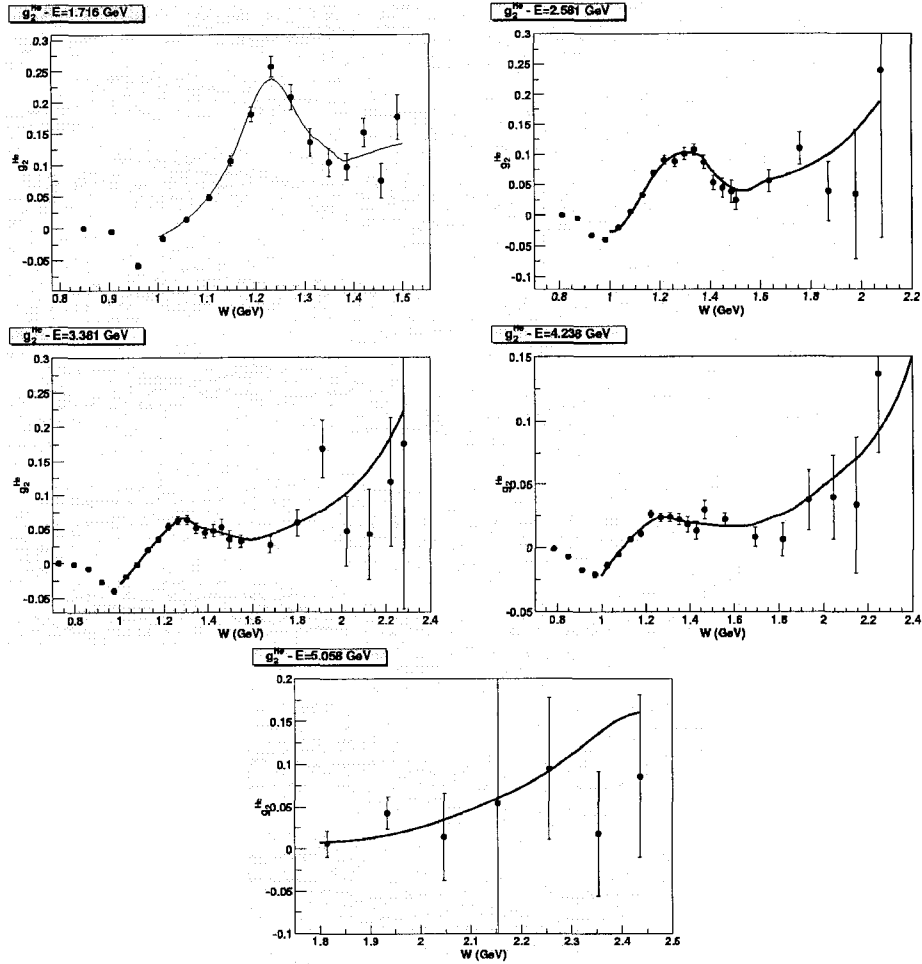 g₂ᴴᵉ - E=1.716 GeV
0.3
0.25
0.2
0.15
0.1
0.05
0
-0.05
g₂ᴴᵉ
0.8 0.9 1 1.1 1.2 1.3 1.4 1.5
W (GeV)
g₂ᴴᵉ - E=2.581 GeV
0.3
0.25
0.2
0.15
0.1
0.05
0
-0.05
-0.1
g₂ᴴᵉ
0.8 1 1.2 1.4 1.6 1.8 2 2.2
W (GeV)
g₂ᴴᵉ - E=3.381 GeV
0.3
0.25
0.2
0.15
0.1
0.05
0
-0.05
g₂ᴴᵉ
0.8 1 1.2 1.4 1.6 1.8 2 2.2 2.4
W (GeV)
g₂ᴴᵉ - E=4.238 GeV
0.15
0.1
0.05
0
-0.05
g₂ᴴᵉ
0.8 1 1.2 1.4 1.6 1.8 2 2.2 2.4
W (GeV)
g₂ᴴᵉ - E=5.058 GeV
0.2
0.15
0.1
0.05
0
-0.05
-0.1
g₂ᴴᵉ
1.8 1.9 2 2.1 2.2 2.3 2.4 2.5
W (GeV)